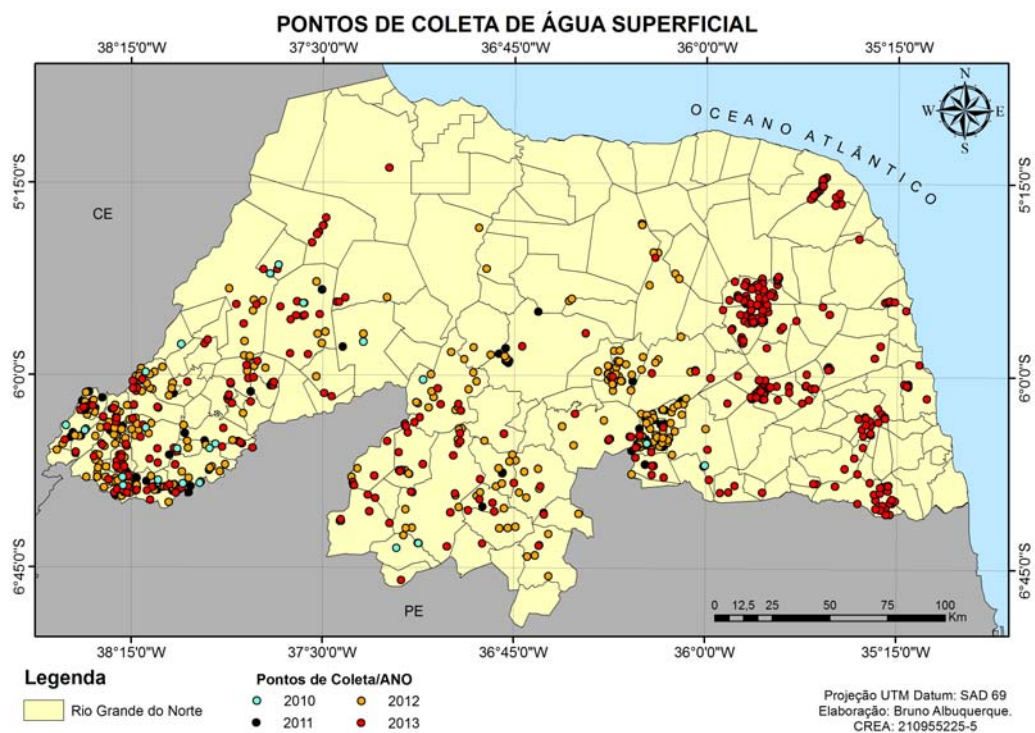 PONTOS DE COLETA DE ÁGUA SUPERFICIAL
38°15'0"W 37°30'0"W 36°45'0"W 36°0'0"W 35°15'0"W
N
W E
S
OCEANO ATLÂNTICO
5°15'0"S 5°15'0"S
CE
6°0'0"S 6°0'0"S
6°45'0"S 6°45'0"S
PE
0 12,5 25 50 75 100
Km
38°15'0"W 37°30'0"W 36°45'0"W 36°0'0"W 35°15'0"W
Legenda
Rio Grande do Norte
Pontos de Coleta/ANO
2010 2012
2011 2013
Projeção UTM Datum: SAD 69
Elaboração: Bruno Albuquerque.
CREA: 210955225-5